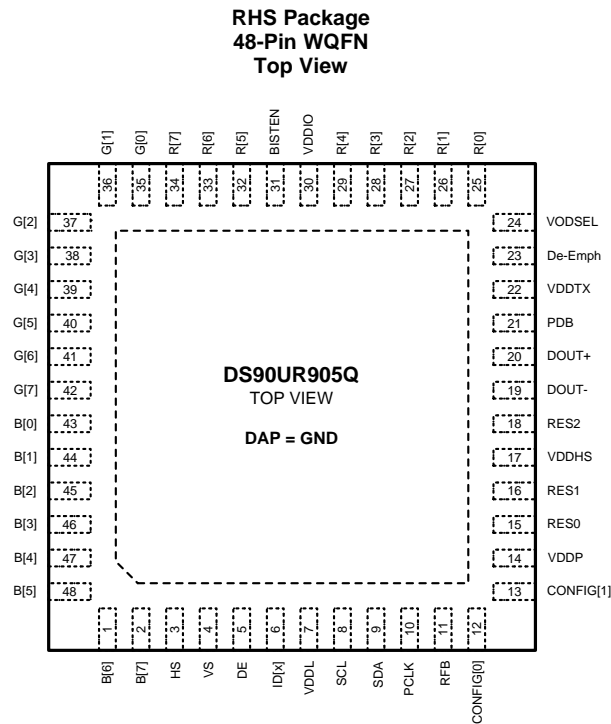 RHS Package
48-Pin WQFN
Top View
G[1] G[0] R[7] R[6] R[5] BISTEN VDDIO R[4] R[3] R[2] R[1] R[0]
36 35 34 33 32 31 30 29 28 27 26 25
G[2] 37 24 VODSEL
G[3] 38 23 De-Emph
G[4] 39 22 VDDTX
G[5] 40 21 PDB
G[6] 41 20 DOUT+
G[7] 42 19 DOUT-
B[0] 43 18 RES2
B[1] 44 17 VDDHS
B[2] 45 16 RES1
B[3] 46 15 RES0
B[4] 47 14 VDDP
B[5] 48 13 CONFIG[1]
DS90UR905Q
TOP VIEW
DAP = GND
1 2 3 4 5 6 7 8 9 10 11 12
B[6] B[7] HS VS DE ID[x] VDDL SCL SDA PCLK RFB CONFIG[0]